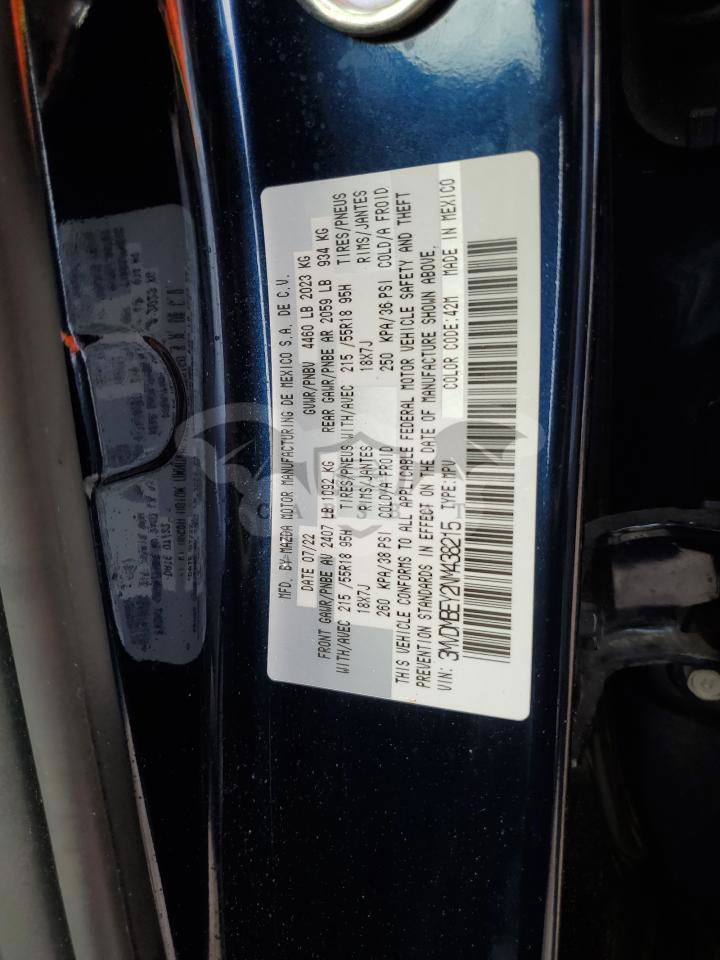 MFD. BY MAZDA MOTOR MANUFACTURING DE MEXICO S.A. DE C.V.
DATE 07/22 GVWR/PNBV 4460 LB 2023 KG
FRONT GAWR/PNBE AV 2407 LB 1092 KG REAR GAWR/PNBE AR 2059 LB 934 KG
WITH/AVEC 215 /55R18 95H TIRES/PNEUS WITH/AVEC 215 /55R18 95H TIRES/PNEUS
18X7J RIMS/JANTES 18X7J RIMS/JANTES
260 KPA/38 PSI COLD/A FROID 250 KPA/36 PSI COLD/A FROID
THIS VEHICLE CONFORMS TO ALL APPLICABLE FEDERAL MOTOR VEHICLE SAFETY AND THEFT
PREVENTION STANDARDS IN EFFECT ON THE DATE OF MANUFACTURE SHOWN ABOVE.
VIN: 3MVDMBEY2NM438215 TYPE:MPV COLOR CODE:42M MADE IN MEXICO